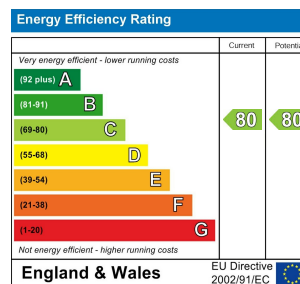 Energy Efficiency Rating
Current Potenti
Very energy efficient - lower running costs
(92 plus) A
(81-91) B
(69-80) C
80 80
(55-68) D
(39-54) E
(21-38) F
(1-20) G
Not energy efficient - higher running costs
England & Wales
EU Directive
2002/91/EC